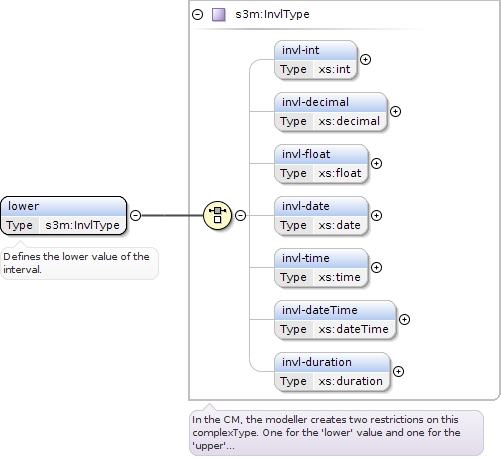 s3m:InvlType
invl-int
Type xs:int
invl-decimal
Type xs:decimal
invl-float
Type xs:float
lower
Type s3m:InvlType
Defines the lower value of the
interval.
invl-date
Type xs:date
invl-time
Type xs:time
invl-dateTime
Type xs:dateTime
invl-duration
Type xs:duration
In the CM, the modeller creates two restrictions on this
complexType. One for the 'lower' value and one for the
'upper'...